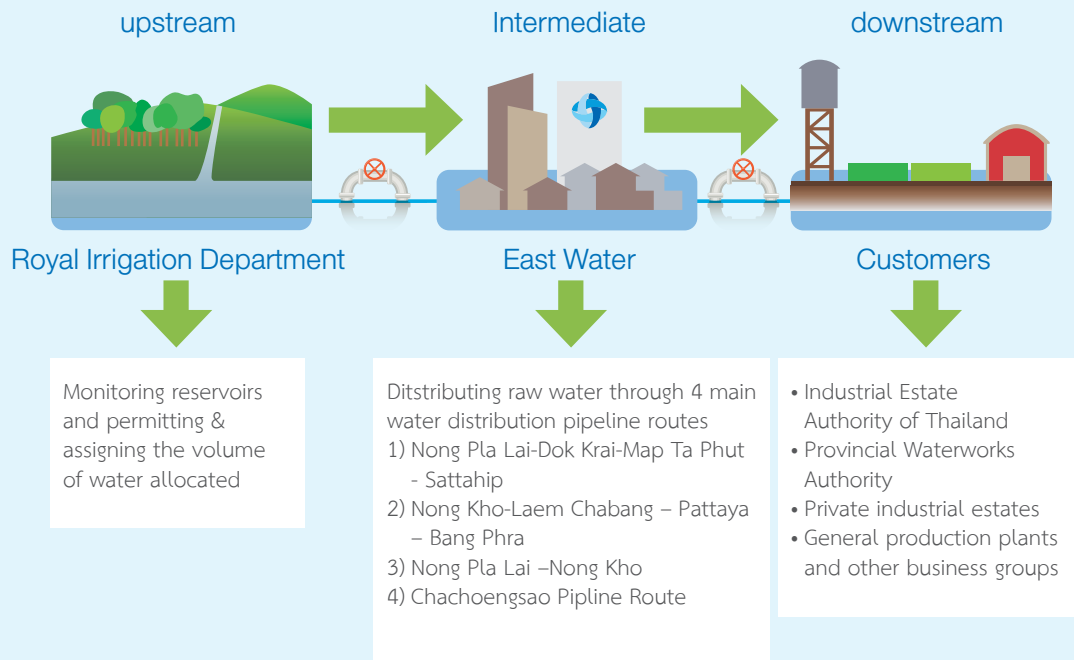 upstream
Intermediate
downstream
Royal Irrigation Department
East Water
Customers
Monitoring reservoirs
and permitting &
assigning the volume
of water allocated
Ditstributing raw water through 4 main
water distribution pipeline routes
1) Nong Pla Lai-Dok Krai-Map Ta Phut
- Sattahip
2) Nong Kho-Laem Chabang – Pattaya
– Bang Phra
3) Nong Pla Lai –Nong Kho
4) Chachoengsao Pipline Route
• Industrial Estate
Authority of Thailand
• Provincial Waterworks
Authority
• Private industrial estates
• General production plants
and other business groups